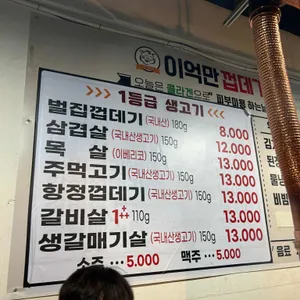 이억만껍데기
오늘은 콜라겐으로 피부미용 하는날
>>> 1등급 생고기 <<<
벌집껍데기 (국내산) 180g 8.000
삼겹살 (국내산생고기) 150g 12.000
목 살 (이베리코) 150g 13.000
주먹고기 (국내산생고기) 150g 13.000
항정껍데기 (국내산생고기) 150g 13.000
갈비살 1++ 110g 13.000
생갈매기살 (국내산생고기) 150g 13.000
소주 ... 5.000 맥주 ... 5.000
음료